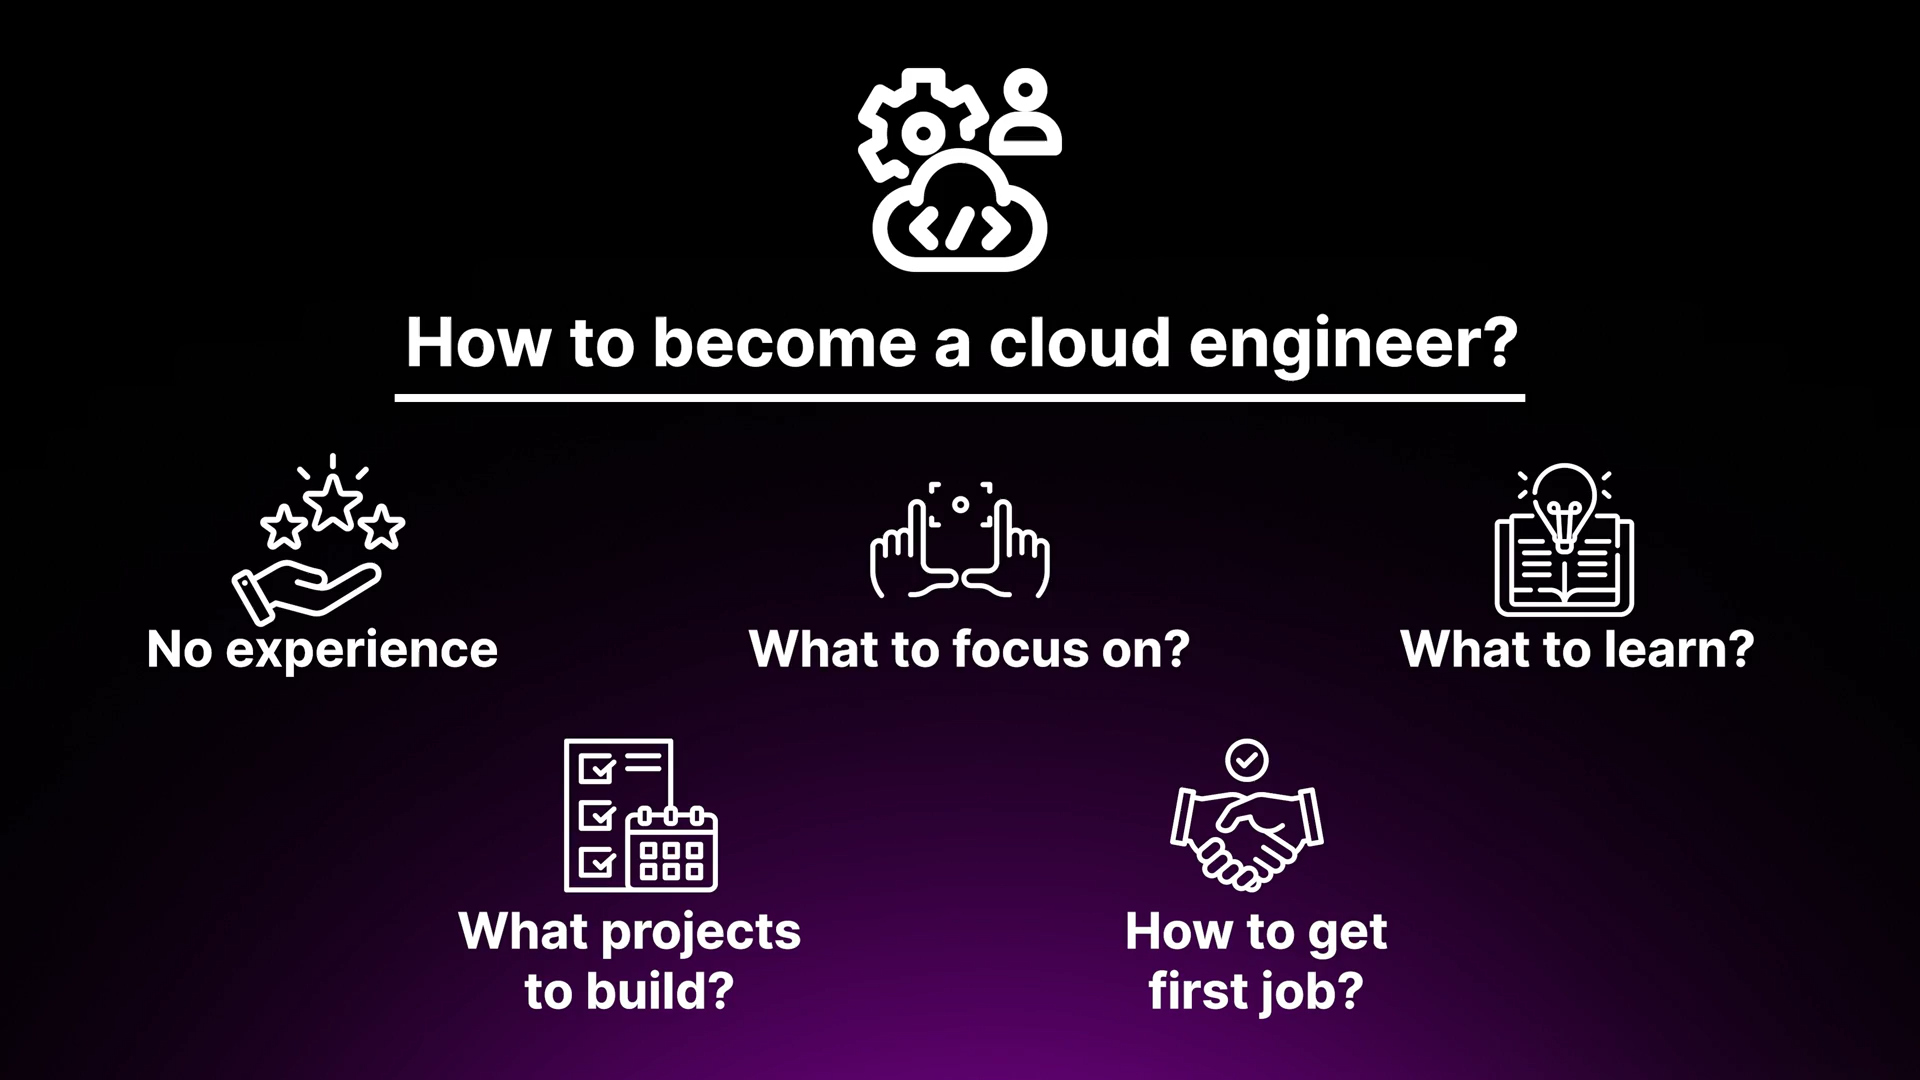 How to become a cloud engineer?
No experience
What to focus on?
What to learn?
What projects
to build?
How to get
first job?